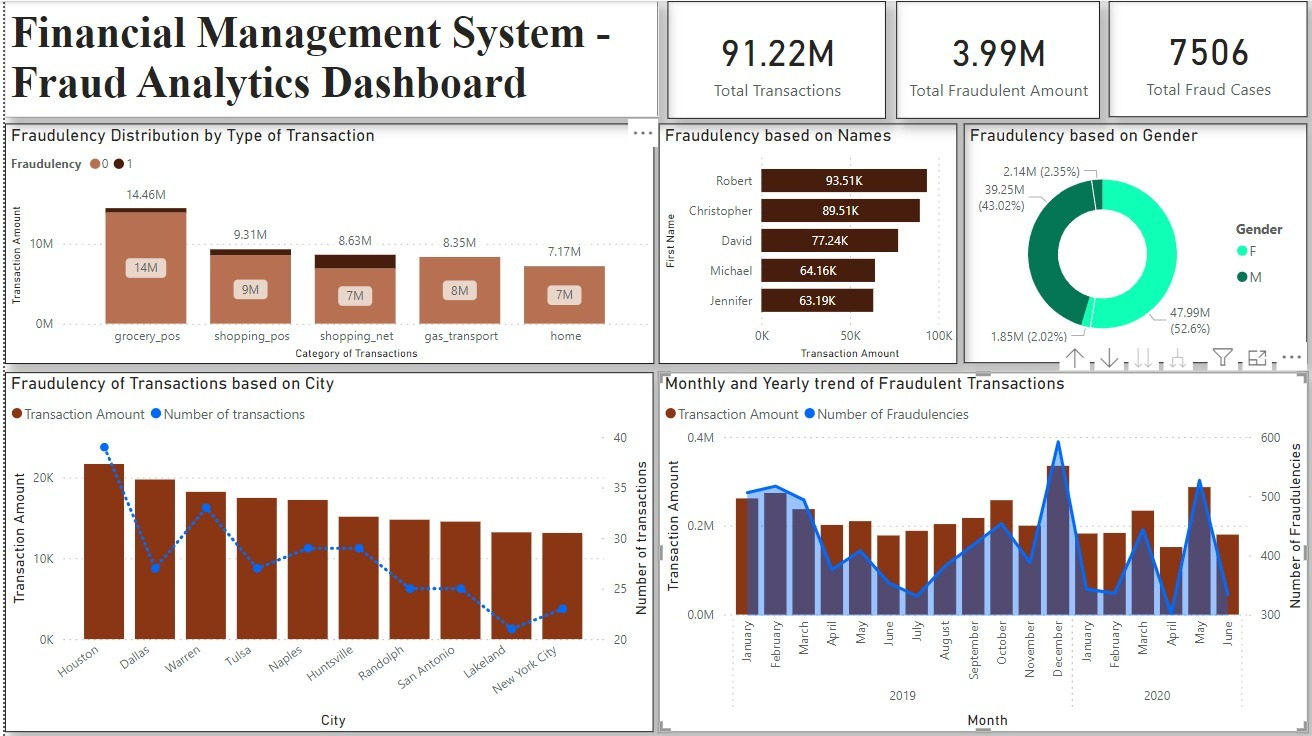 Financial Management System -
Fraud Analytics Dashboard
91.22M
Total Transactions
3.99M
Total Fraudulent Amount
7506
Total Fraud Cases
Fraudulency Distribution by Type of Transaction
Fraudulency 0 1
Transaction Amount
10M
0M
14.46M
9.31M
8.63M
8.35M
7.17M
14M
9M
7M
8M
7M
grocery_pos
shopping_pos
shopping_net
gas_transport
home
Category of Transactions
Fraudulency based on Names
First Name
Robert 93.51K
Christopher 89.51K
David 77.24K
Michael 64.16K
Jennifer 63.19K
0K 50K 100K
Transaction Amount
Fraudulency based on Gender
2.14M (2.35%)
39.25M
(43.02%)
47.99M
(52.6%)
1.85M (2.02%)
Gender
F
M
Fraudulency of Transactions based on City
Transaction Amount Number of transactions
Transaction Amount
20K
10K
0K
40
35
30
25
20
Number of transactions
Houston
Dallas
Warren
Tulsa
Naples
Huntsville
Randolph
San Antonio
Lakeland
New York City
City
Monthly and Yearly trend of Fraudulent Transactions
Transaction Amount Number of Fraudulencies
Transaction Amount
0.4M
0.2M
0.0M
600
500
400
300
Number of Fraudulencies
January
February
March
April
May
June
July
August
September
October
November
December
January
February
March
April
May
June
2019
2020
Month